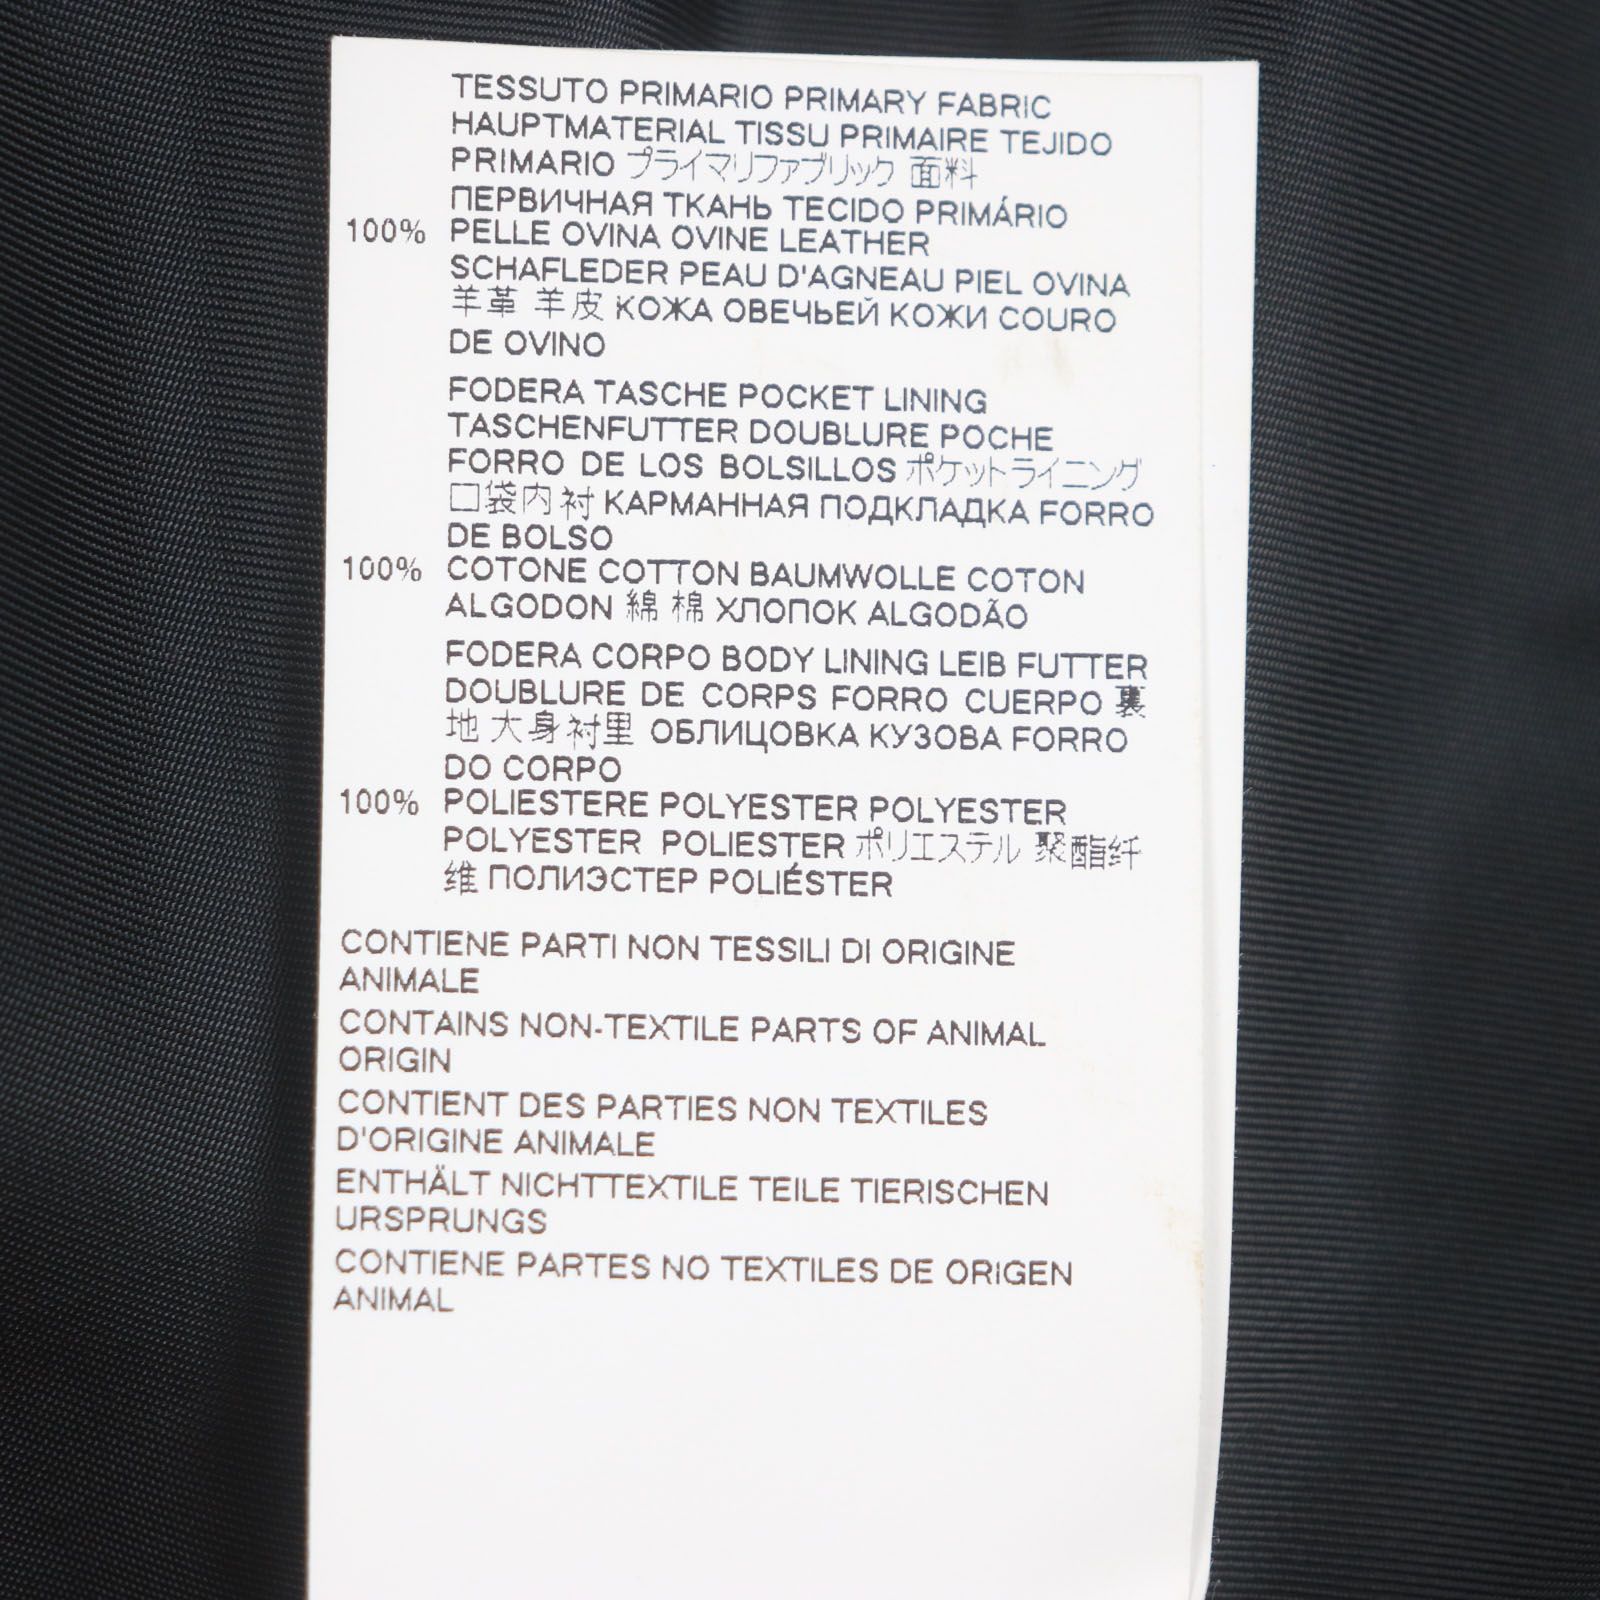 TESSUTO PRIMARIO PRIMARY FABRIC
HAUPTMATERIAL TISSU PRIMAIRE TEJIDO
PRIMARIO プライマリファブリック 面料
ПЕРВИЧНАЯ ТКАНЬ TECIDO PRIMÁRIO
100% PELLE OVINA OVINE LEATHER
SCHAFLEDER PEAU D'AGNEAU PIEL OVINA
羊革 羊皮 КОЖА ОВЕЧЬЕЙ КОЖИ COURO
DE OVINO
FODERA TASCHE POCKET LINING
TASCHENFUTTER DOUBLURE POCHE
FORRO DE LOS BOLSILLOS ポケットライニング
口袋内衬 КАРМАННАЯ ПОДКЛАДКА FORRO
DE BOLSO
100% COTONE COTTON BAUMWOLLE COTON
ALGODON 綿 棉 ХЛОПОК ALGODÃO
FODERA CORPO BODY LINING LEIB FUTTER
DOUBLURE DE CORPS FORRO CUERPO 裏
地 大身衬里 ОБЛИЦОВКА КУЗОВА FORRO
DO CORPO
100% POLIESTERE POLYESTER POLYESTER
POLYESTER POLIESTER ポリエステル 聚酯纤
维 ПОЛИЭСТЕР POLIÉSTER
CONTIENE PARTI NON TESSILI DI ORIGINE
ANIMALE
CONTAINS NON-TEXTILE PARTS OF ANIMAL
ORIGIN
CONTIENT DES PARTIES NON TEXTILES
D'ORIGINE ANIMALE
ENTHÄLT NICHTTEXTILE TEILE TIERISCHEN
URSPRUNGS
CONTIENE PARTES NO TEXTILES DE ORIGEN
ANIMAL